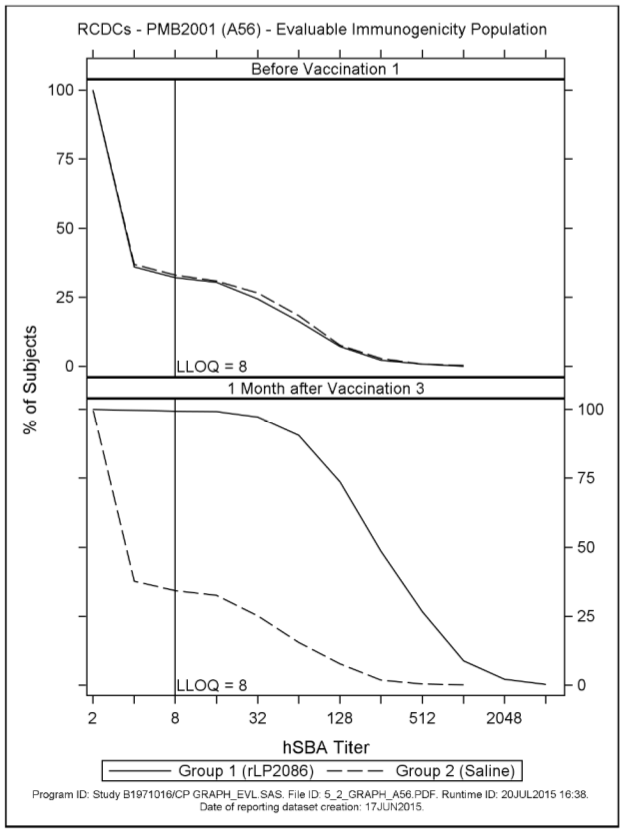 RCDCs - PMB2001 (A56) - Evaluable Immunogenicity Population
Before Vaccination 1
100
75
50
25
0
LLOQ = 8
% of Subjects
1 Month after Vaccination 3
100
75
50
25
0
LLOQ = 8
2 8 32 128 512 2048
hSBA Titer
Group 1 (rLP2086) Group 2 (Saline)
Program ID: Study B1971016/CP GRAPH_EVL.SAS. File ID: 5_2_GRAPH_A56.PDF. Runtime ID: 20JUL2015 16:38.
Date of reporting dataset creation: 17JUN2015.